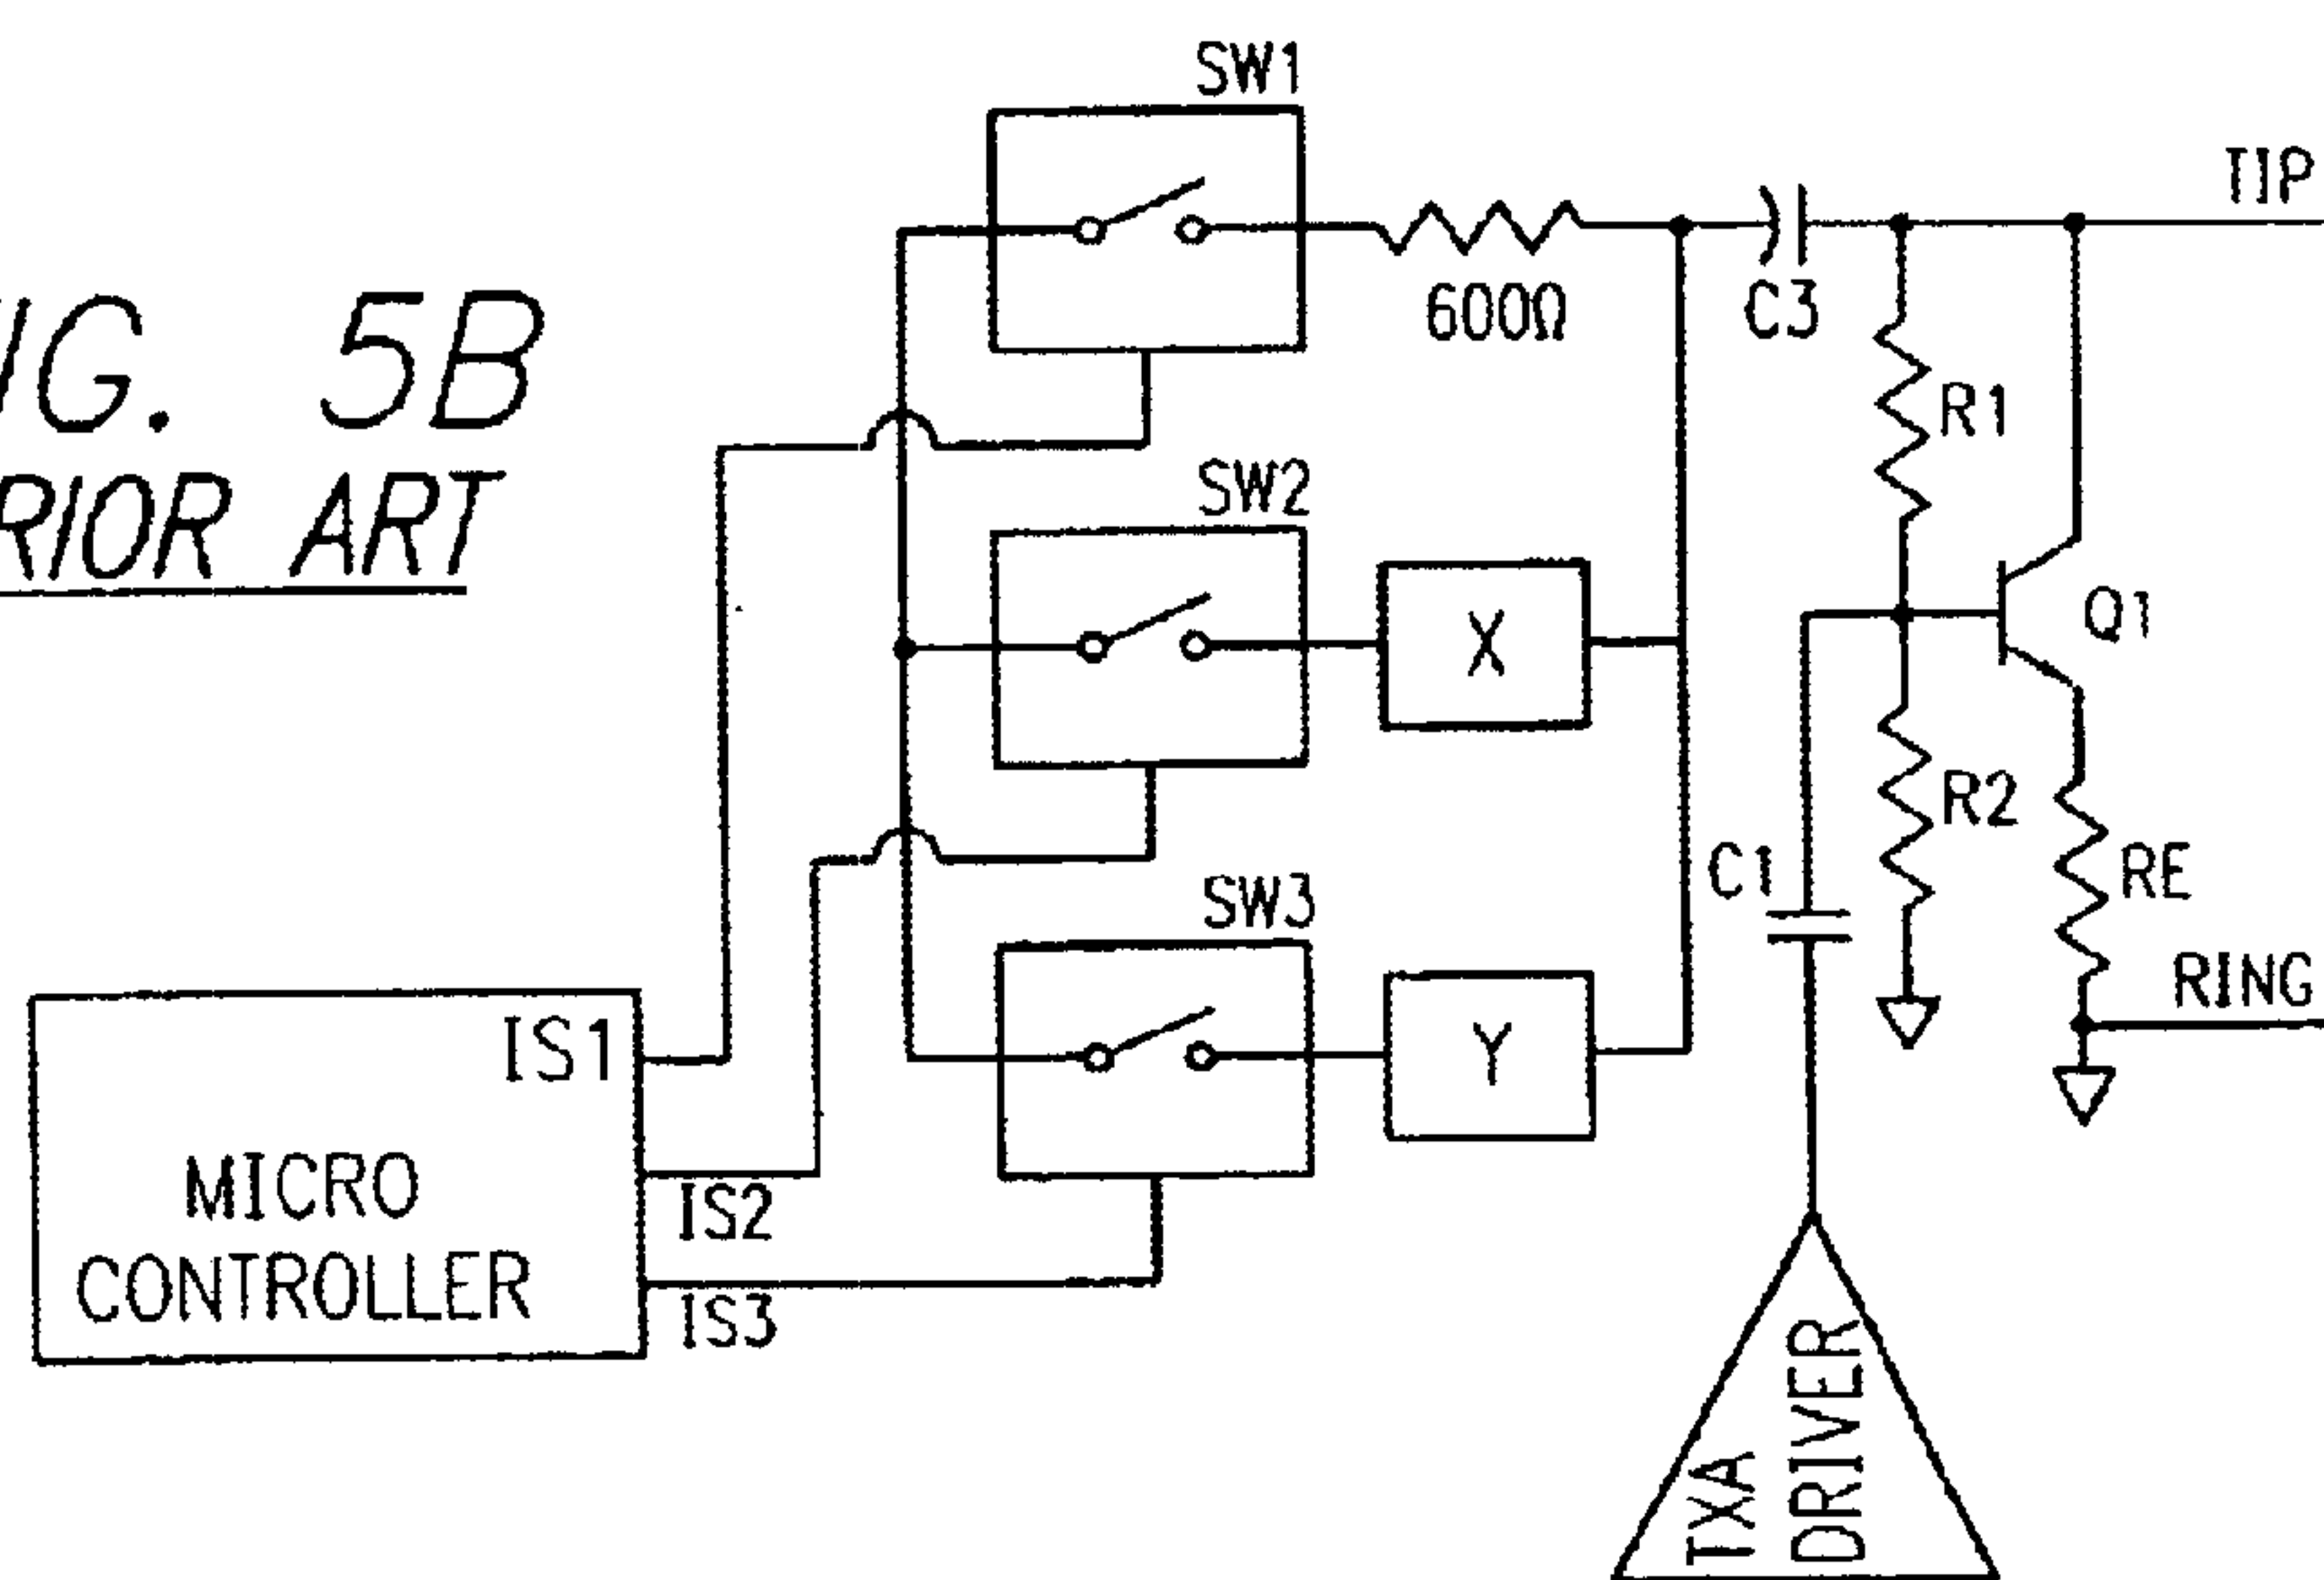 IG. 5B
RIOR ART
SW1
600Ω
C3
TIP
R1
SW2
X
Q1
R2
C1
RE
SW3
Y
RING
IS1
MICRO
CONTROLLER
IS2
IS3
TXA
DRIVER